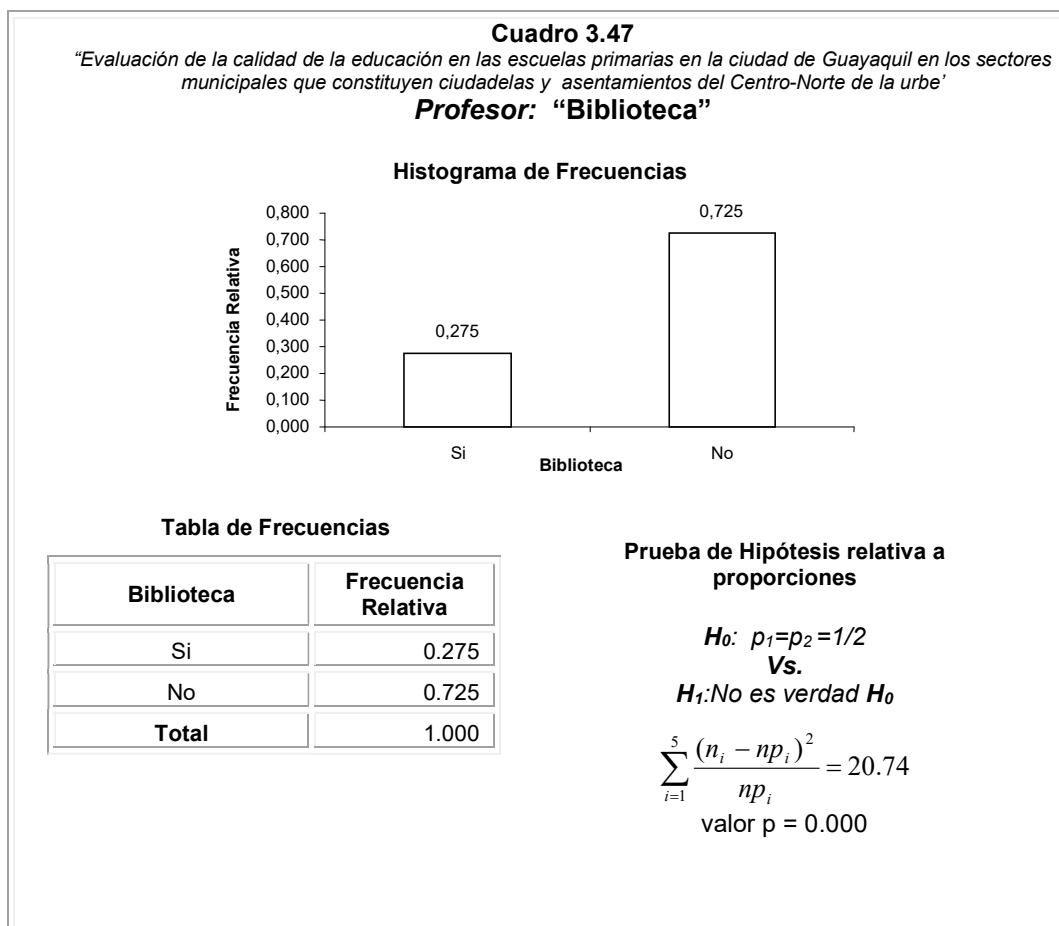 Cuadro 3.47
“Evaluación de la calidad de la educación en las escuelas primarias en la ciudad de Guayaquil en los sectores
municipales que constituyen ciudadelas y asentamientos del Centro-Norte de la urbe’
Profesor: “Biblioteca”
Histograma de Frecuencias
Frecuencia Relativa
0,800
0,700
0,600
0,500
0,400
0,300
0,200
0,100
0,000
0,275
0,725
Si
No
Biblioteca
Tabla de Frecuencias
Biblioteca Frecuencia Relativa
Si 0.275
No 0.725
Total 1.000
Prueba de Hipótesis relativa a
proporciones
H₀: p₁=p₂=1/2
Vs.
H₁:No es verdad H₀
∑_{i=1}^{5} (n_i − np_i)² / np_i = 20.74
valor p = 0.000